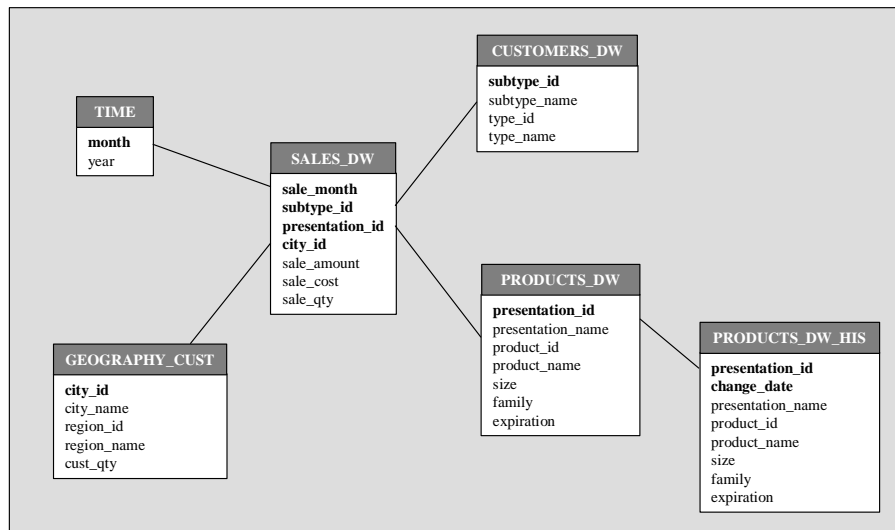 CUSTOMERS_DW
subtype_id
subtype_name
type_id
type_name
TIME
month
year
SALES_DW
sale_month
subtype_id
presentation_id
city_id
sale_amount
sale_cost
sale_qty
PRODUCTS_DW
presentation_id
presentation_name
product_id
product_name
size
family
expiration
PRODUCTS_DW_HIS
presentation_id
change_date
presentation_name
product_id
product_name
size
family
expiration
GEOGRAPHY_CUST
city_id
city_name
region_id
region_name
cust_qty